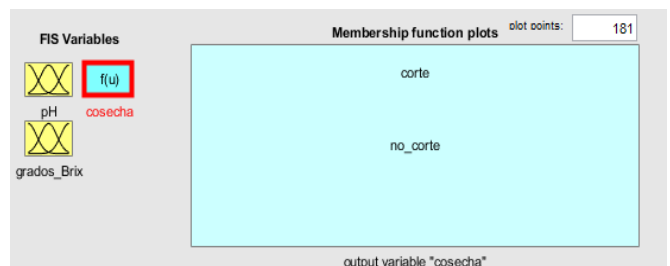 FIS Variables
f(u)
pH
cosecha
grados_Brix
Membership function plots
plot points:
181
corte
no_corte
output variable "cosecha"